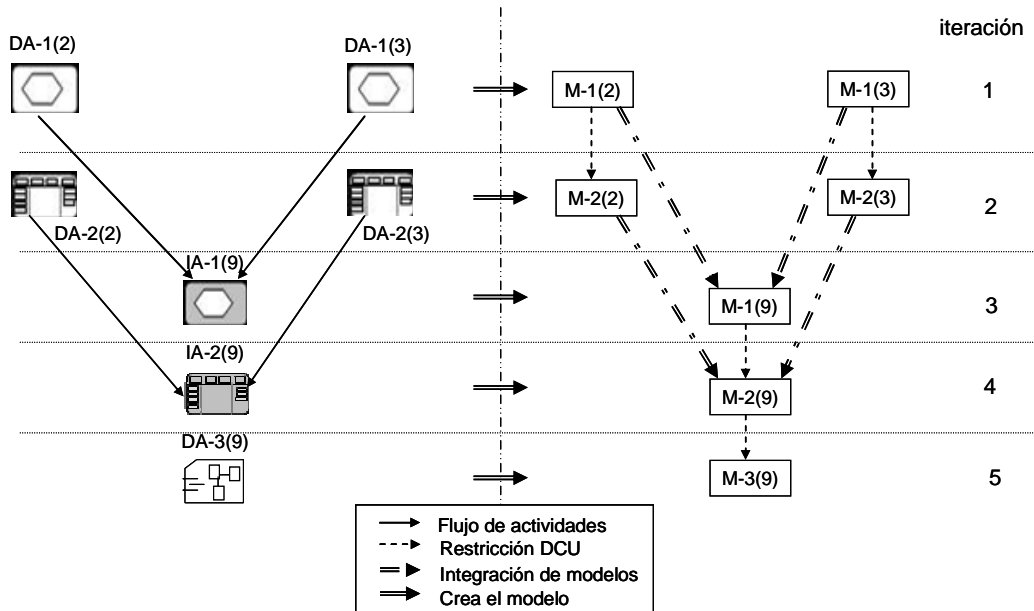 iteración
DA-1(2)
DA-1(3)
M-1(2)
M-1(3)
1
M-2(2)
M-2(3)
2
DA-2(2)
DA-2(3)
IA-1(9)
M-1(9)
3
IA-2(9)
M-2(9)
4
DA-3(9)
M-3(9)
5
Flujo de actividades
Restricción DCU
Integración de modelos
Crea el modelo